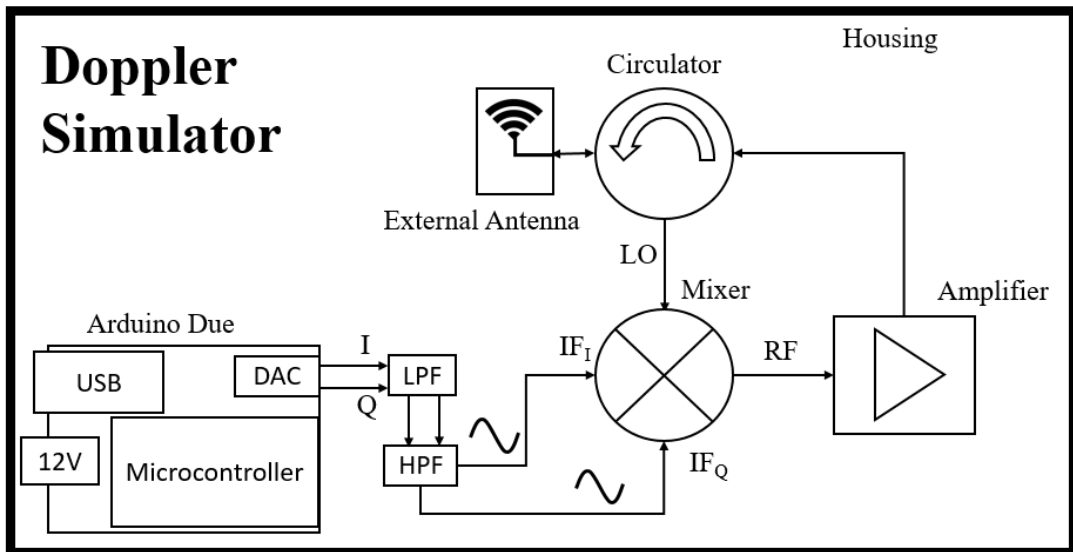 Doppler
Simulator
Housing
Circulator
External Antenna
LO
Mixer
Amplifier
Arduino Due
USB
DAC
I
Q
LPF
IF_I
RF
12V
Microcontroller
HPF
IF_Q